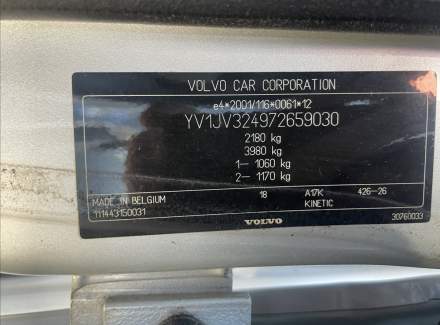 VOLVO CAR CORPORATION
e4*2001/116*0061*12
YV1JV324972659030
2180 kg
3980 kg
1- 1060 kg
2- 1170 kg
MADE IN BELGIUM 18 A17K 426-26
111443150031 KINETIC
VOLVO 30760033